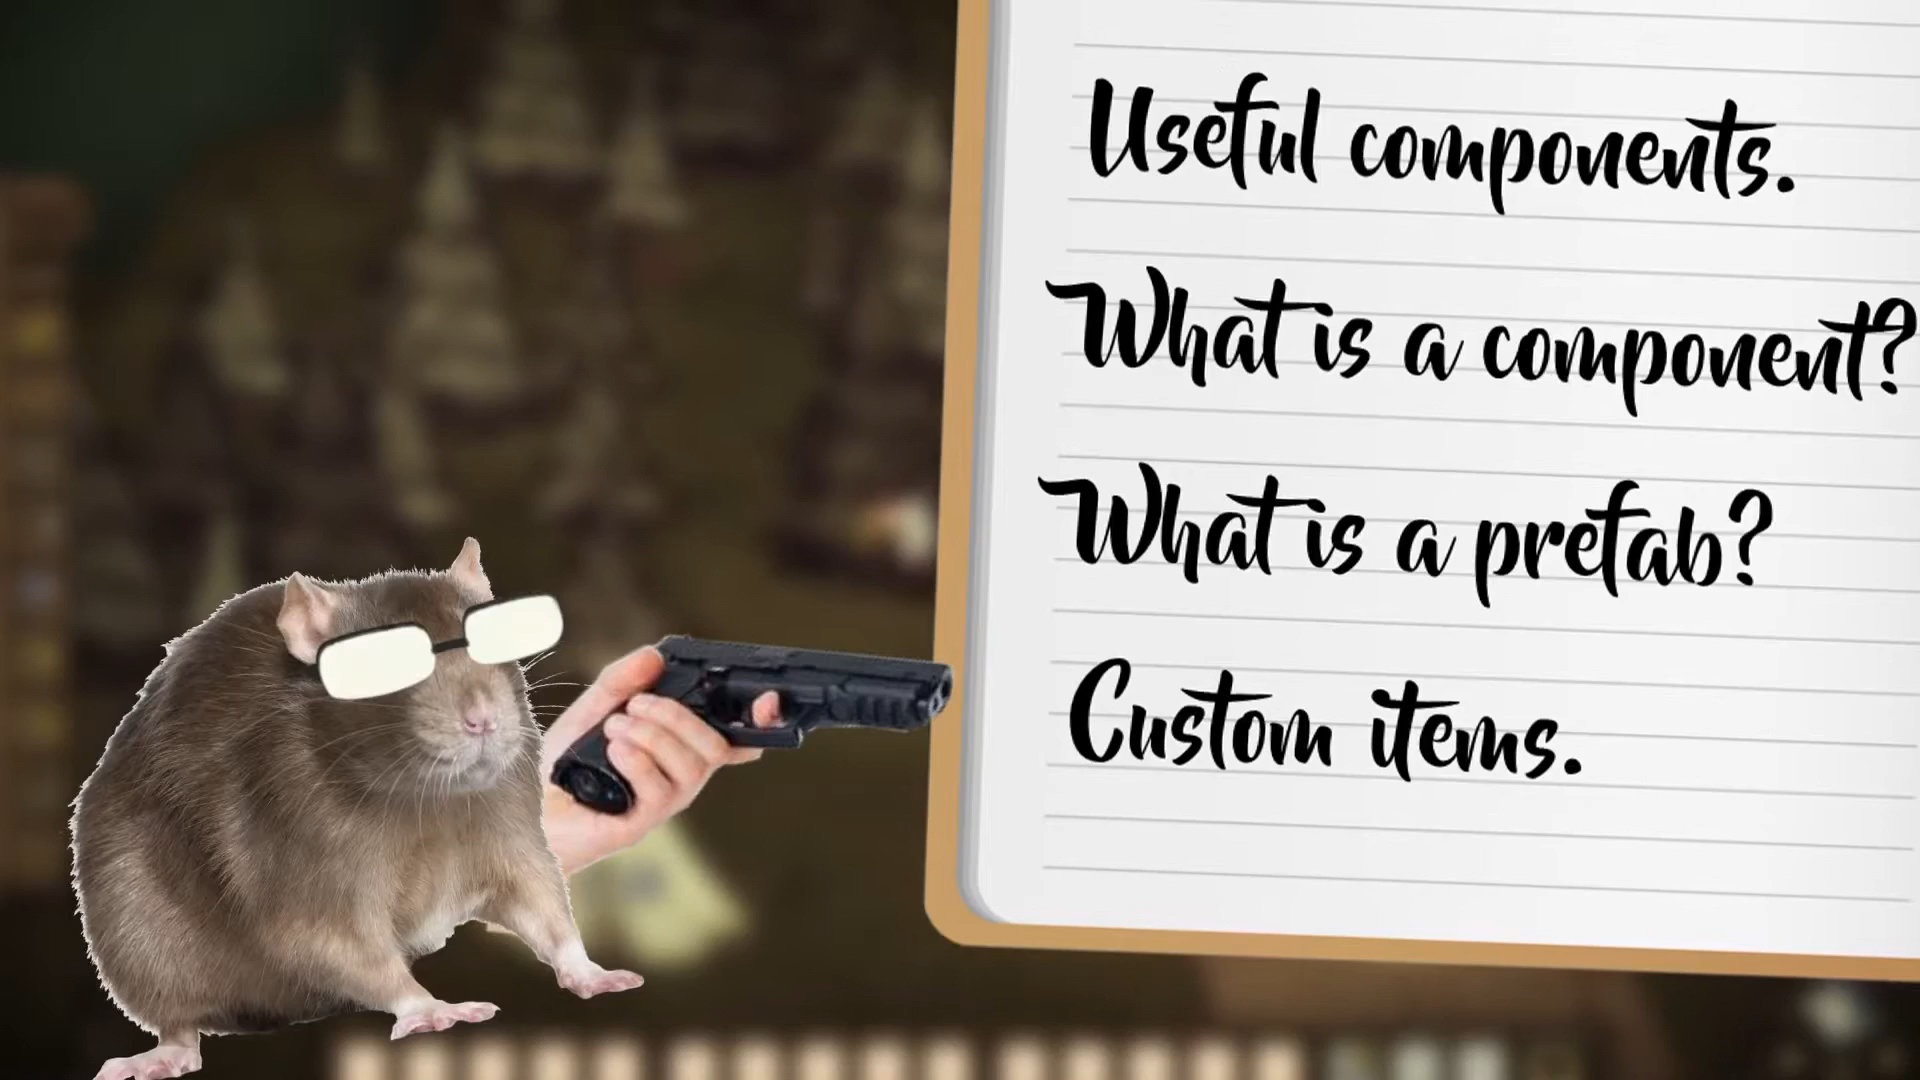 Useful components.
What is a component?
What is a prefab?
Custom items.